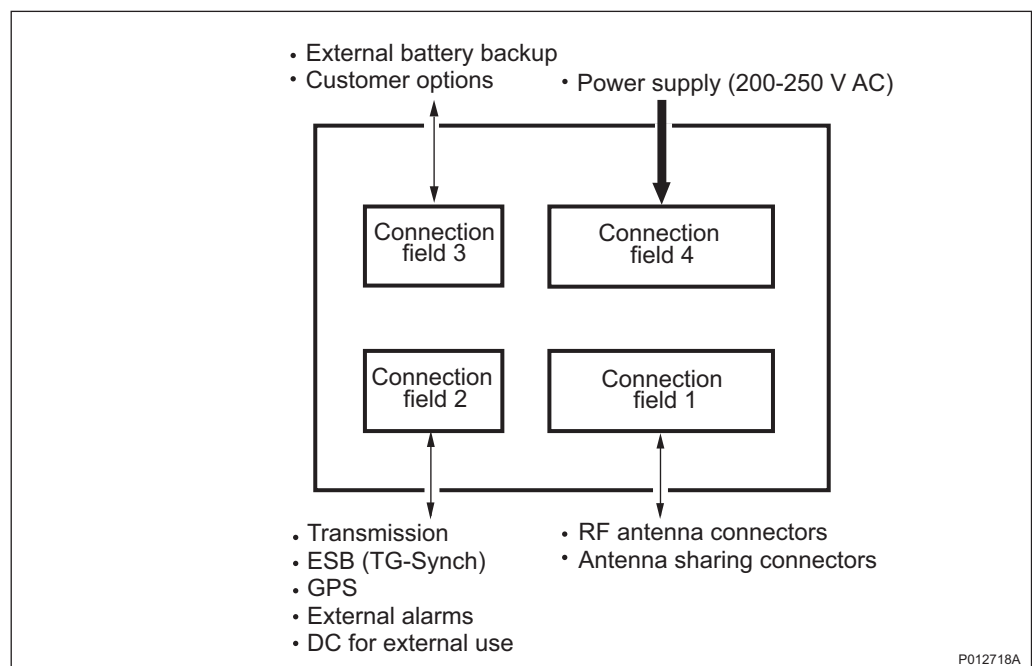 • External battery backup
• Customer options
• Power supply (200-250 V AC)
Connection
field 3
Connection
field 4
Connection
field 2
Connection
field 1
• Transmission
• ESB (TG-Synch)
• GPS
• External alarms
• DC for external use
• RF antenna connectors
• Antenna sharing connectors
P012718A